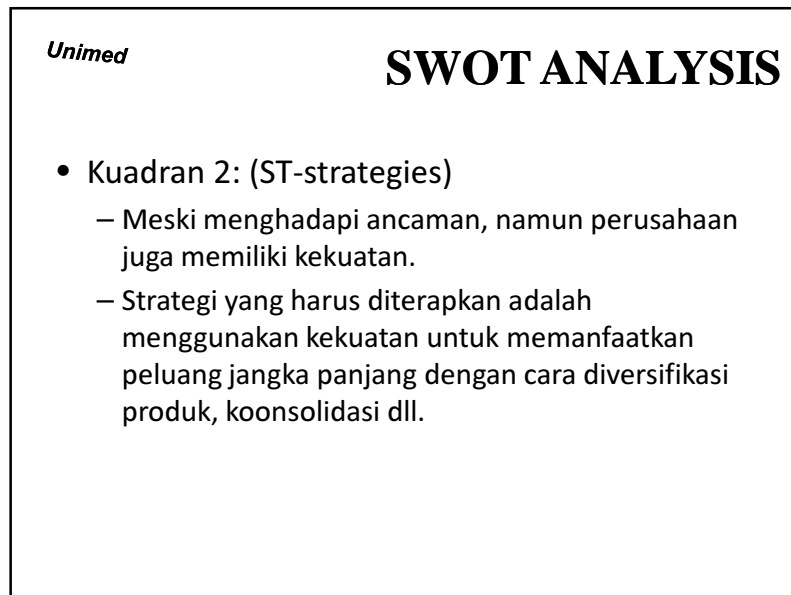 Unimed
SWOT ANALYSIS
• Kuadran 2: (ST-strategies)
– Meski menghadapi ancaman, namun perusahaan
juga memiliki kekuatan.
– Strategi yang harus diterapkan adalah
menggunakan kekuatan untuk memanfaatkan
peluang jangka panjang dengan cara diversifikasi
produk, koonsolidasi dll.